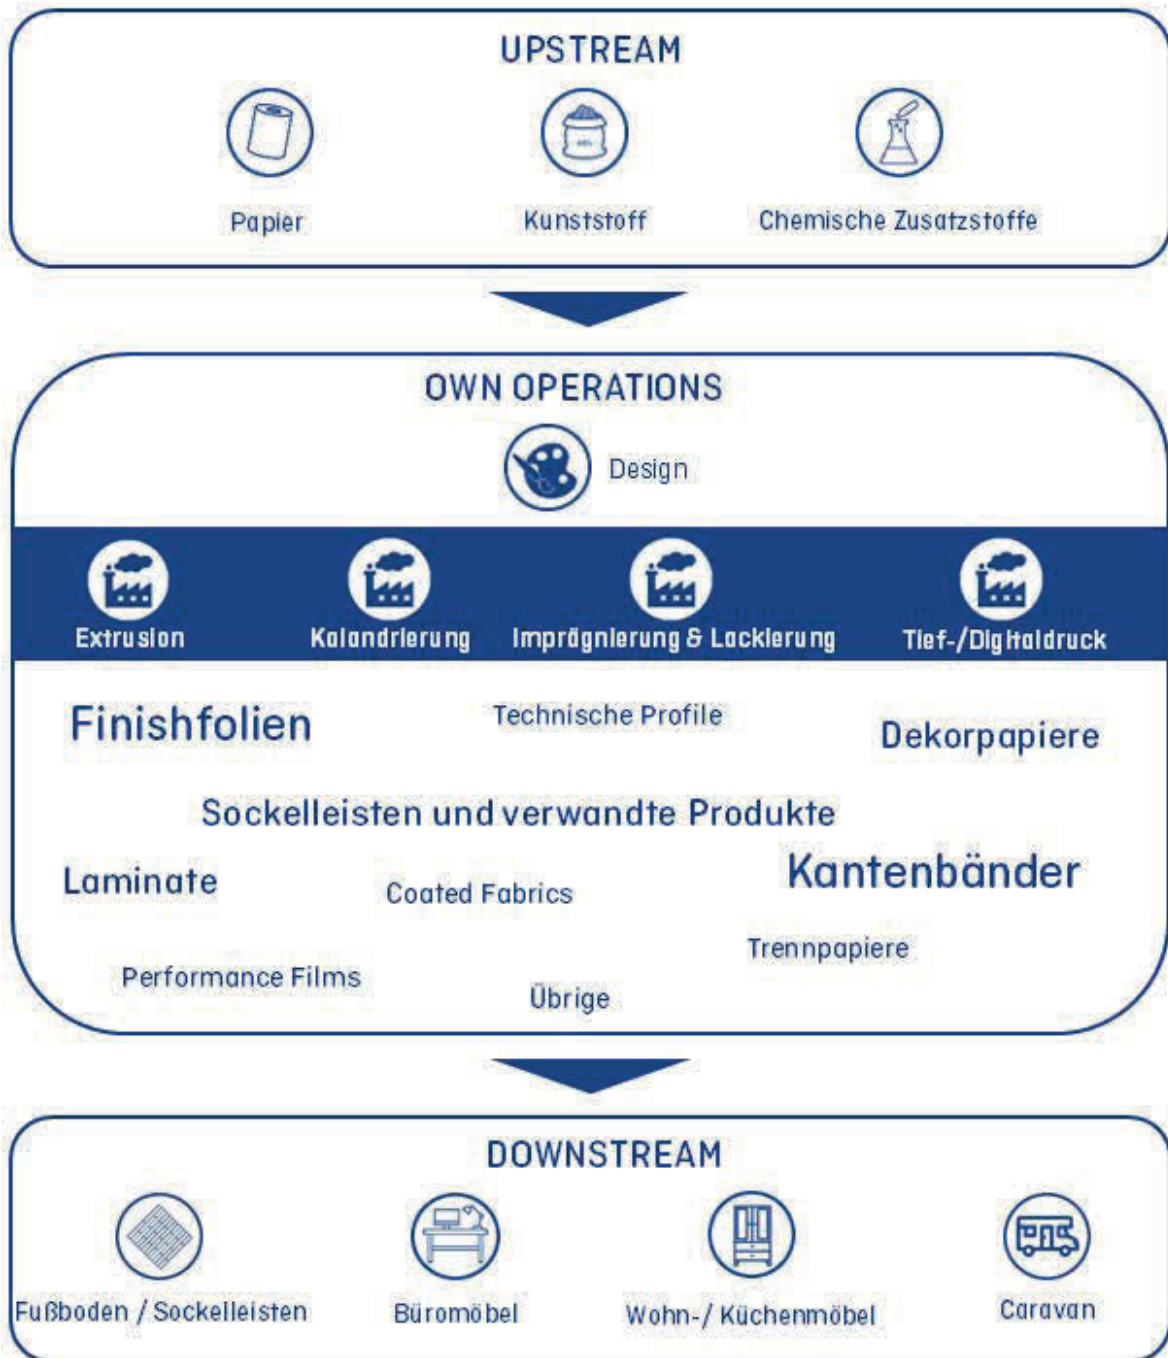 UPSTREAM
Papier
Kunststoff
Chemische Zusatzstoffe
OWN OPERATIONS
Design
Extrusion
Kalandrierung
Imprägnierung & Lackierung
Tief-/Digitaldruck
Finishfolien
Technische Profile
Dekorpapiere
Sockelleisten und verwandte Produkte
Laminate
Coated Fabrics
Kantenbänder
Trennpapiere
Performance Films
Übrige
DOWNSTREAM
Fußboden / Sockelleisten
Büromöbel
Wohn-/ Küchenmöbel
Caravan